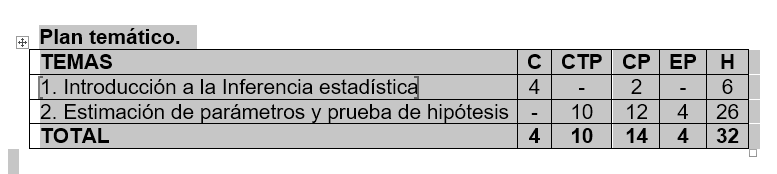 Plan temático.
TEMAS C CTP CP EP H
1. Introducción a la Inferencia estadística 4 - 2 - 6
2. Estimación de parámetros y prueba de hipótesis - 10 12 4 26
TOTAL 4 10 14 4 32